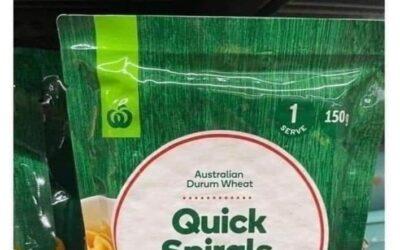 1 150g
SERVE
Australian
Durum Wheat
Quick
Spirals